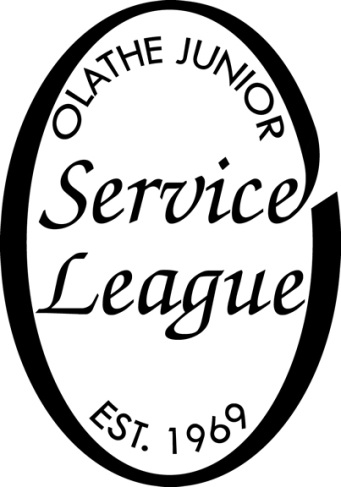 OLATHE JUNIOR
Service
League
EST. 1969